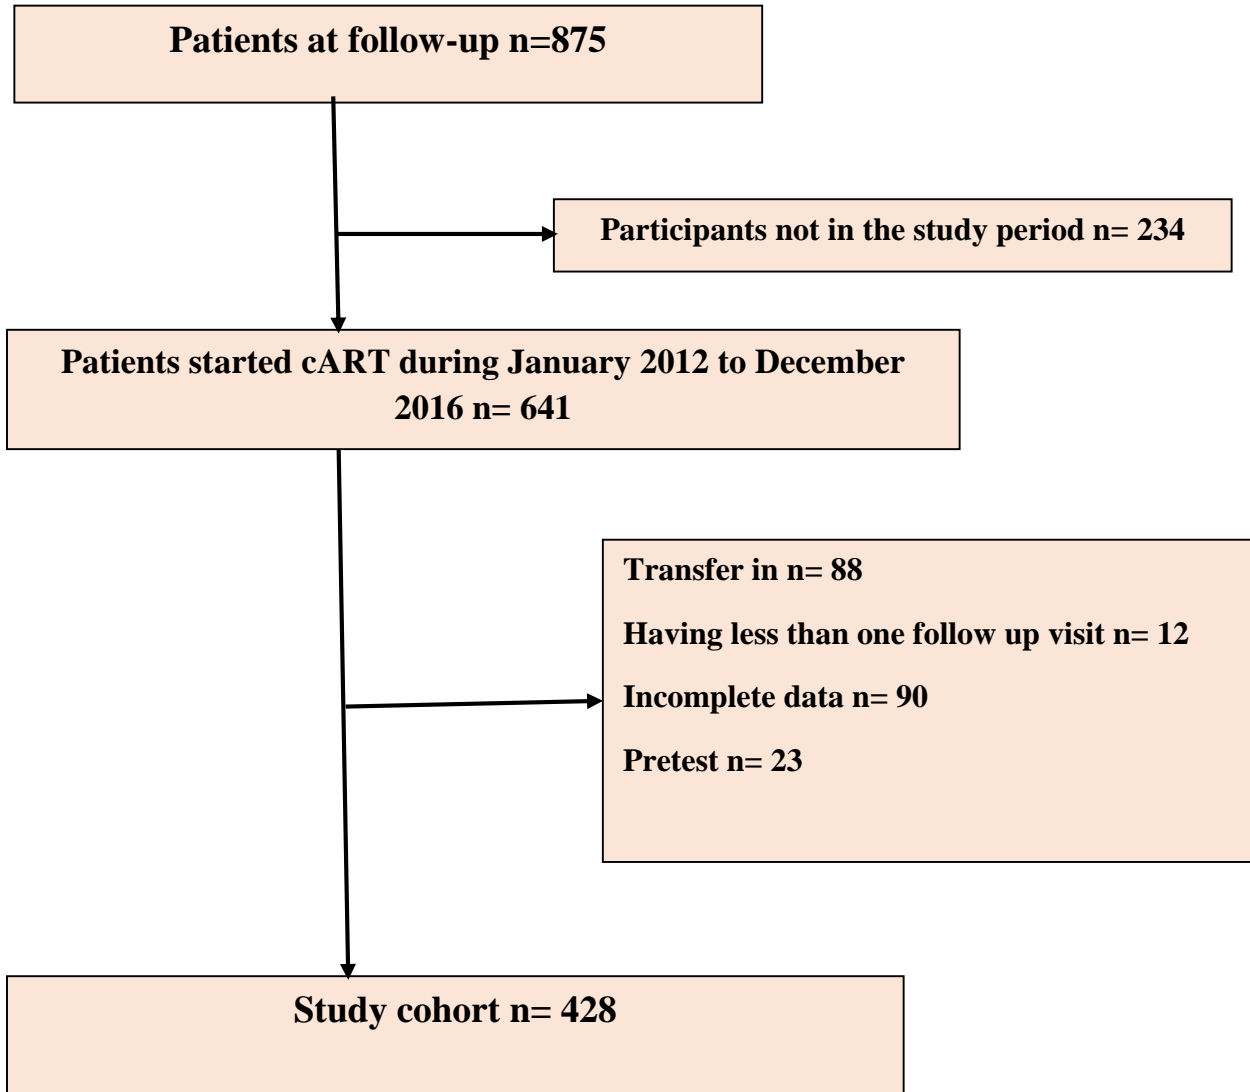 Patients at follow-up n=875
Participants not in the study period n= 234
Patients started cART during January 2012 to December
2016 n= 641
Transfer in n= 88
Having less than one follow up visit n= 12
Incomplete data n= 90
Pretest n= 23
Study cohort n= 428